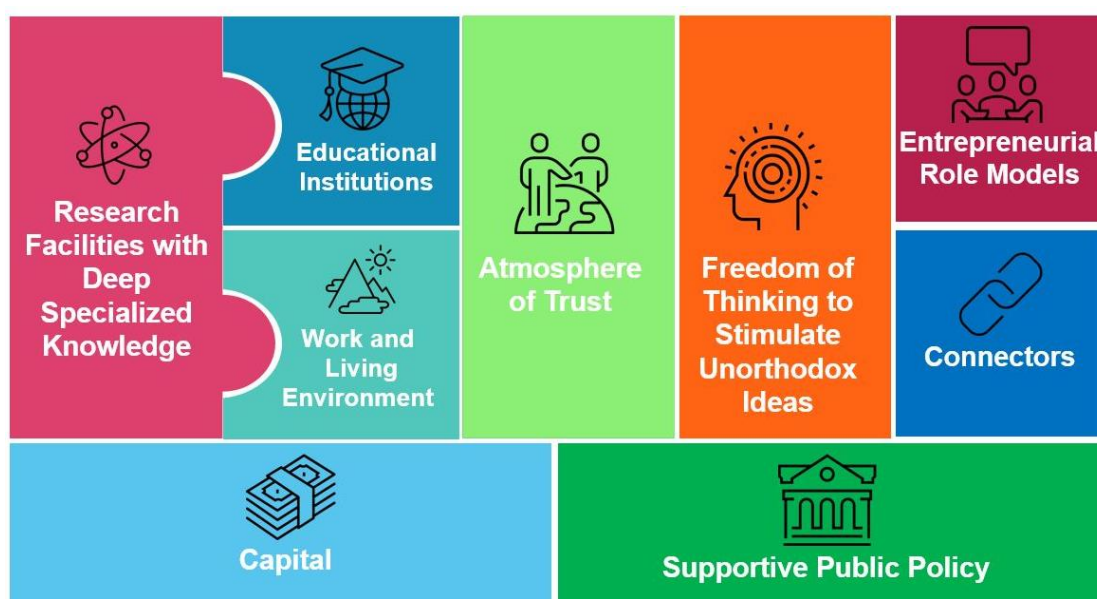 Research
Facilities with
Deep
Specialized
Knowledge
Educational
Institutions
Work and
Living
Environment
Atmosphere
of Trust
Freedom of
Thinking to
Stimulate
Unorthodox
Ideas
Entrepreneurial
Role Models
Connectors
Capital
Supportive Public Policy